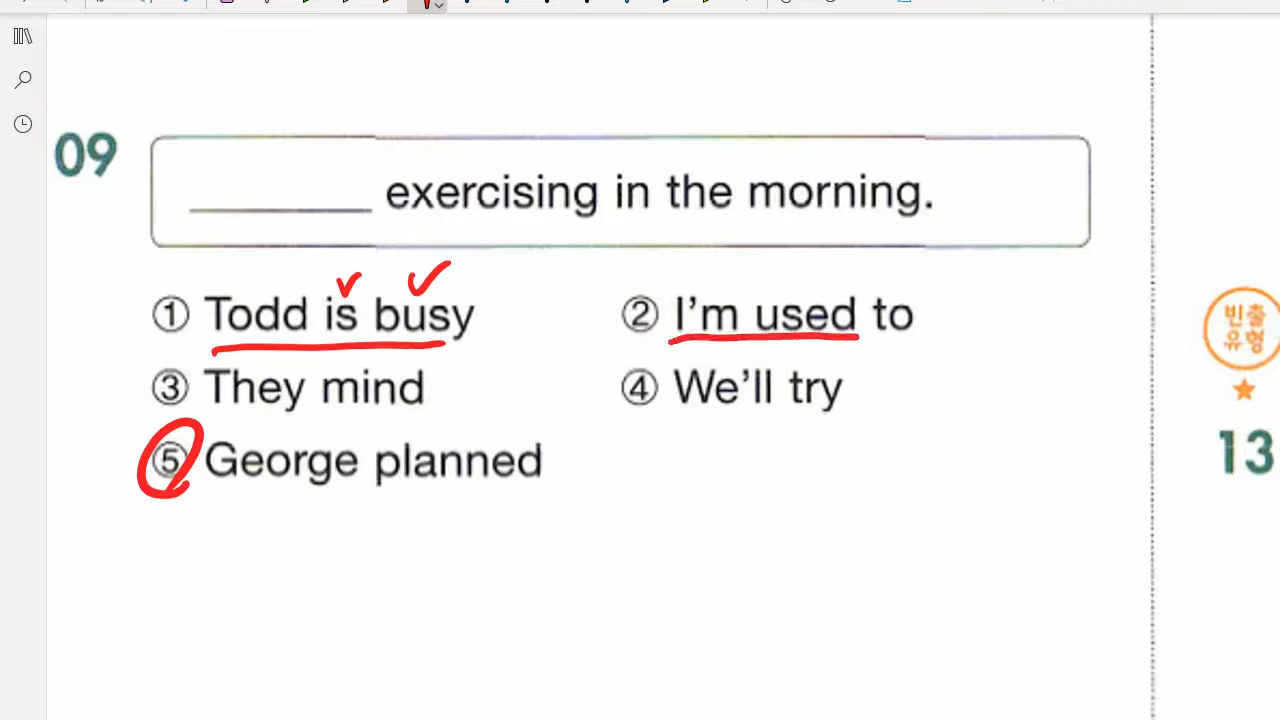 09
________ exercising in the morning.
① Todd is busy
② I'm used to
③ They mind
④ We'll try
⑤ George planned
빈출
유형
13